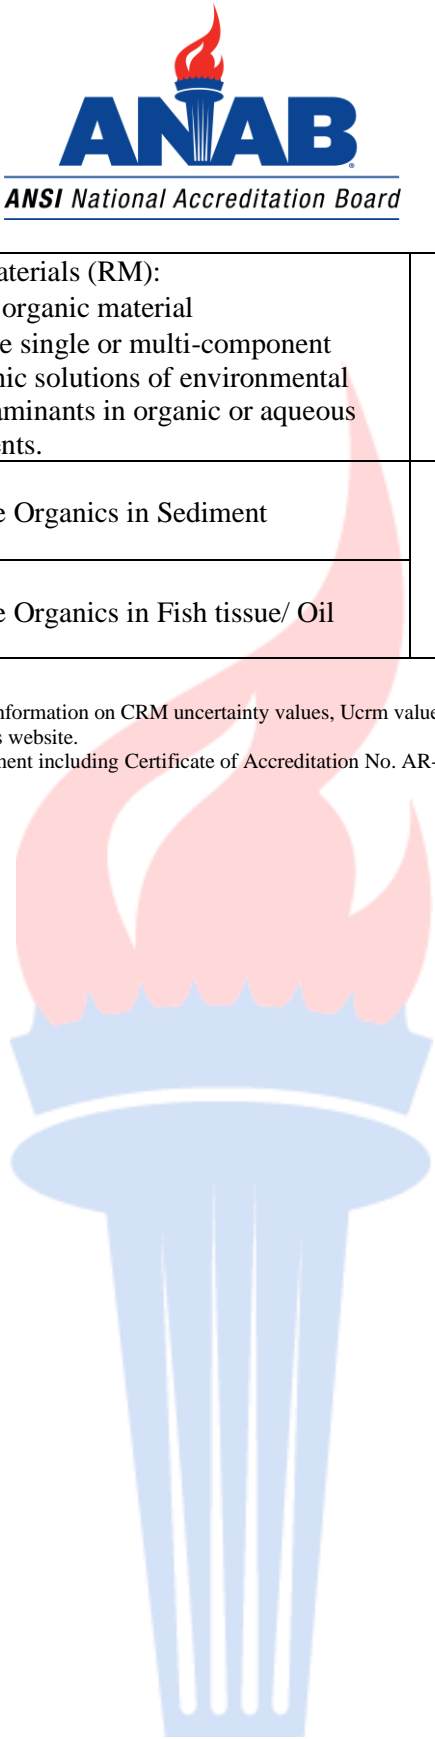 ANAB
ANSI National Accreditation Board
aterials (RM):
organic material
e single or multi-component
nic solutions of environmental
aminants in organic or aqueous
ents.
e Organics in Sediment
e Organics in Fish tissue/ Oil
nformation on CRM uncertainty values, Ucrm value
s website.
ment including Certificate of Accreditation No. AR-